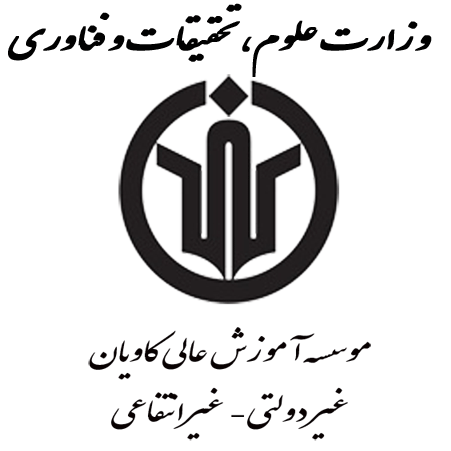 وزارت علوم، تحقیقات و فناوری
موسسه آموزش عالی کاویان
غیردولتی - غیرانتفاعی